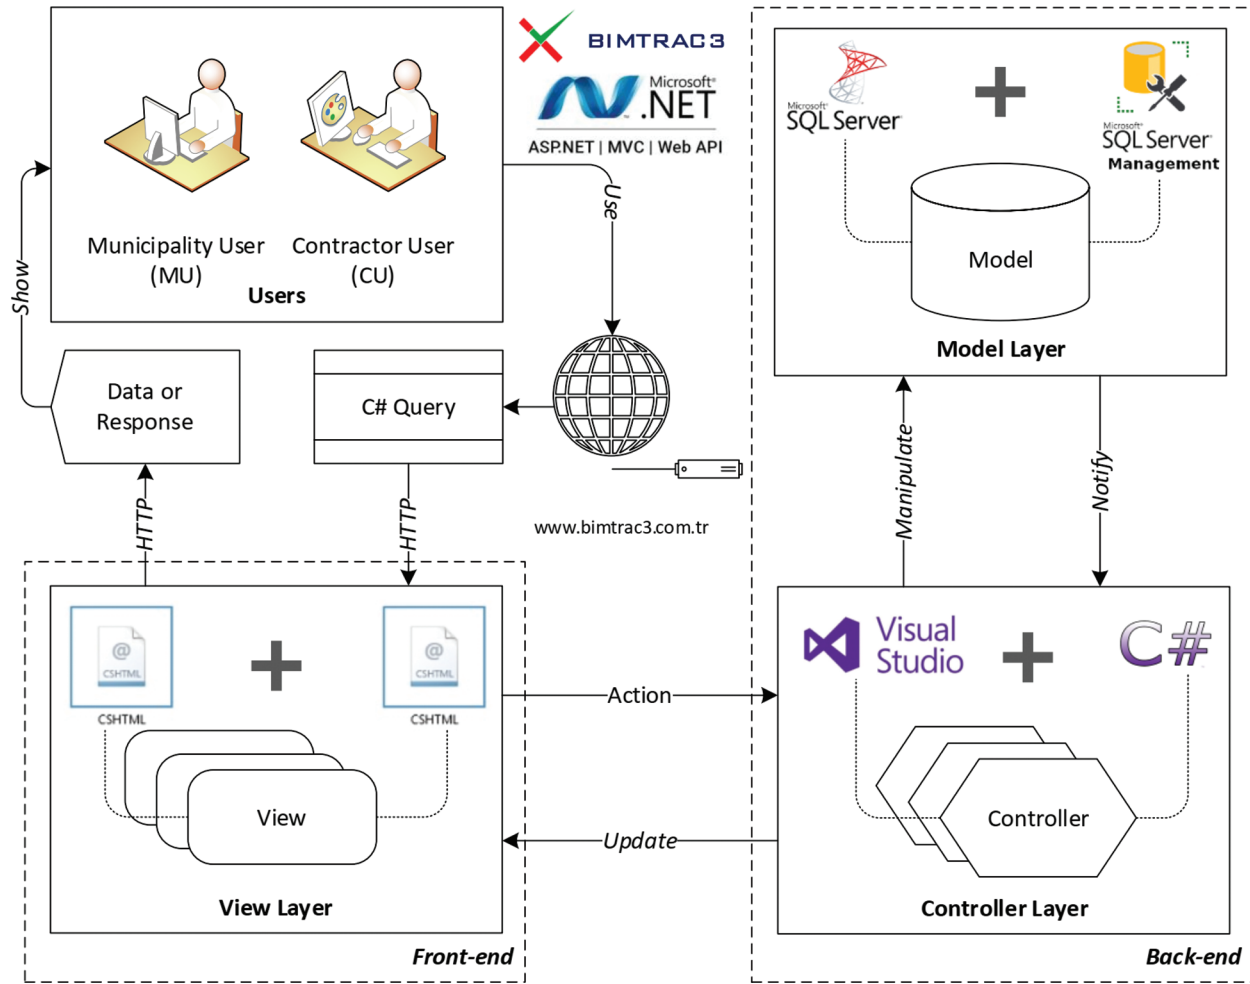 BIMTRAC3
Microsoft®
.NET
ASP.NET | MVC | Web API
Municipality User
(MU)
Contractor User
(CU)
Users
Show
Use
Data or
Response
C# Query
HTTP
HTTP
www.bimtrac3.com.tr
Microsoft®
SQL Server®
Microsoft®
SQL Server®
Management
Model
Model Layer
Manipulate
Notify
@
CSHTML
CSHTML
@
CSHTML
CSHTML
View
View Layer
Front-end
Action
Update
Visual
Studio
C#
Controller
Controller Layer
Back-end